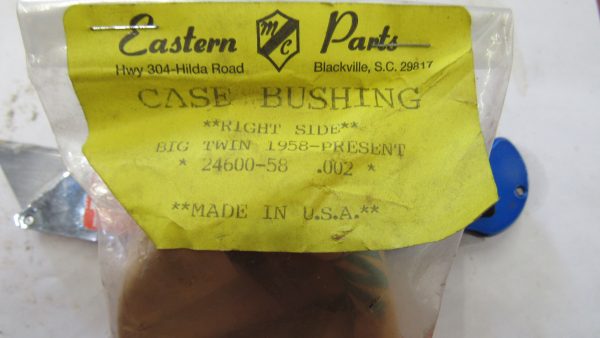 Eastern MC Parts
Hwy 304-Hilda Road Blackville, S.C. 29817
CASE BUSHING
**RIGHT SIDE**
BIG TWIN 1958-PRESENT
* 24600-58 .002 *
**MADE IN U.S.A.**